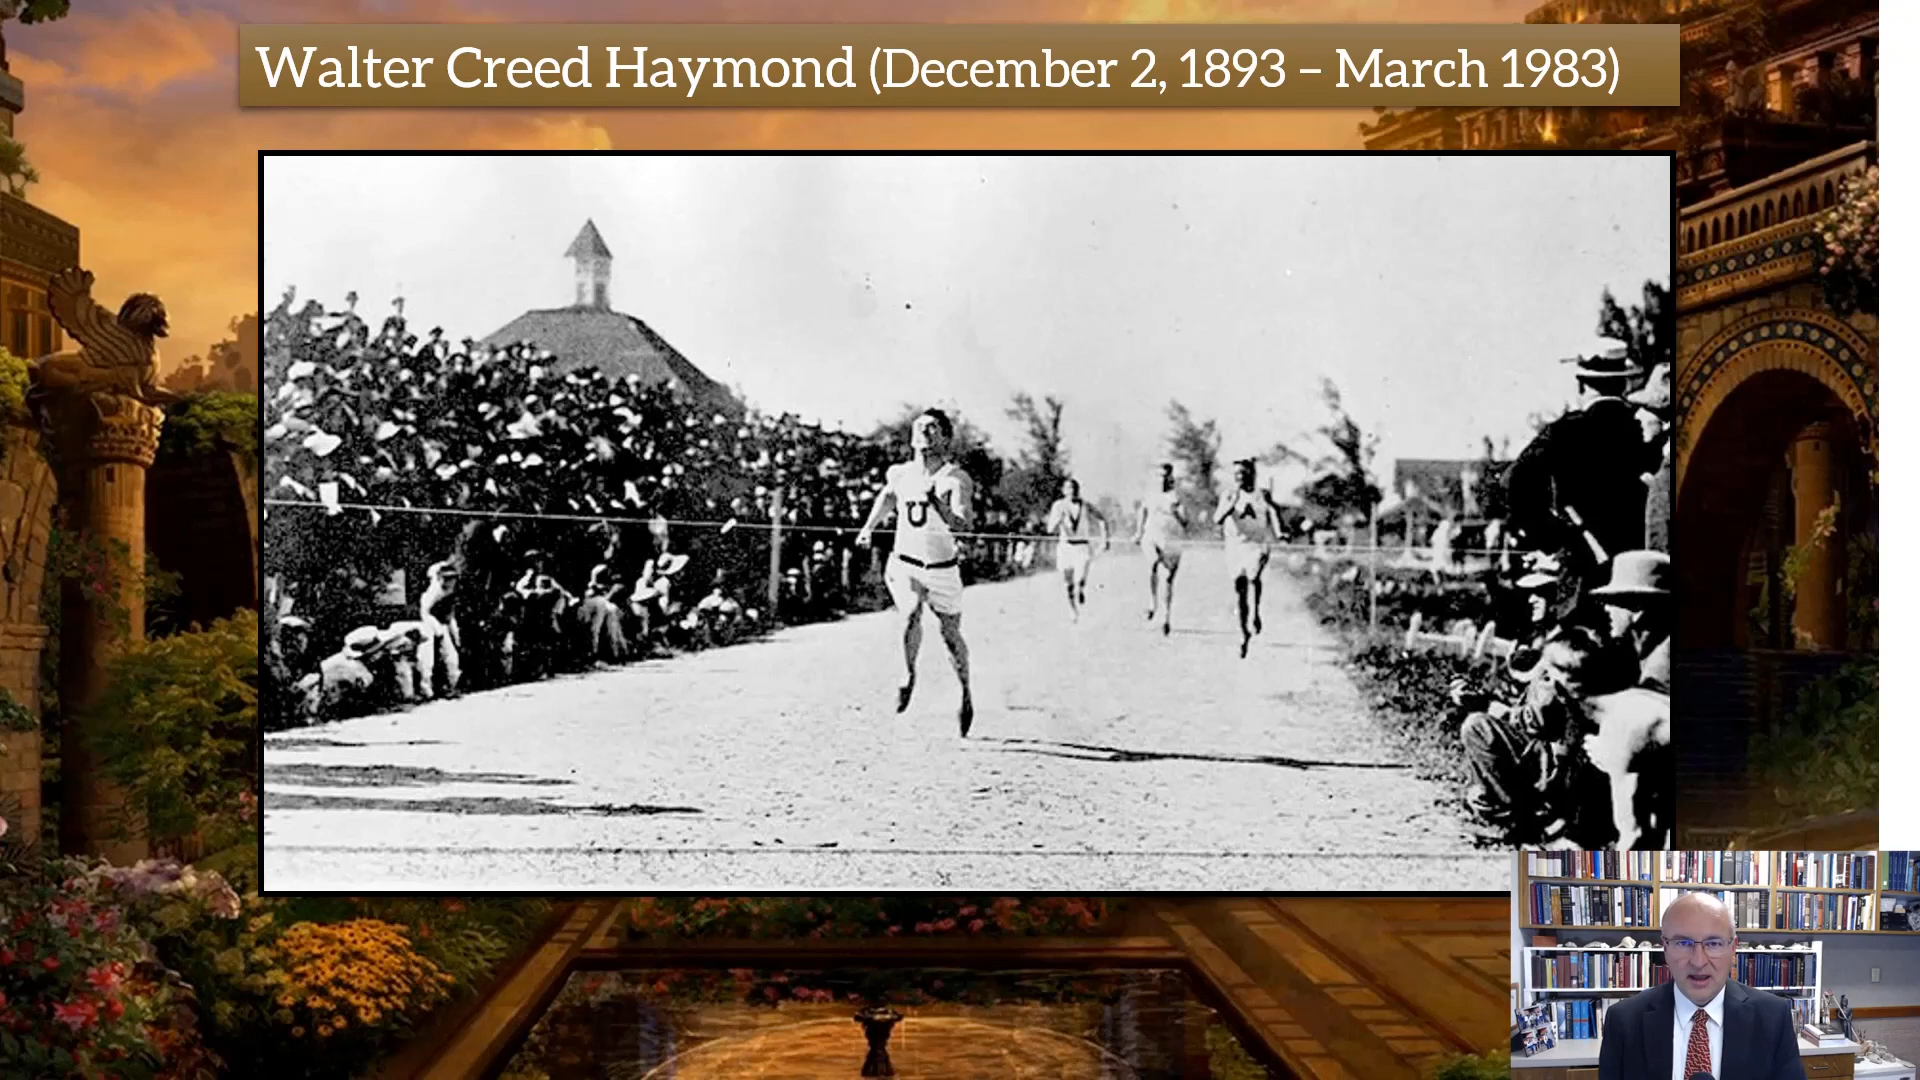 Walter Creed Haymond (December 2, 1893 – March 1983)
U
A